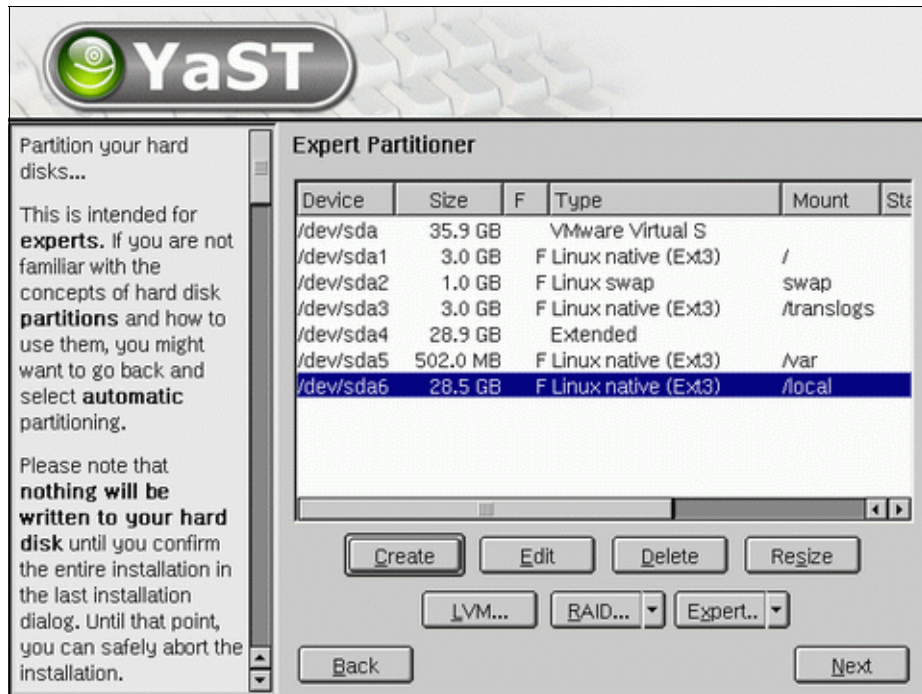 YaST
Partition your hard
disks...
This is intended for
experts. If you are not
familiar with the
concepts of hard disk
partitions and how to
use them, you might
want to go back and
select automatic
partitioning.
Please note that
nothing will be
written to your hard
disk until you confirm
the entire installation in
the last installation
dialog. Until that point,
you can safely abort the
installation.
Expert Partitioner
Device Size F Type Mount Sta
/dev/sda 35.9 GB VMware Virtual S
/dev/sda1 3.0 GB F Linux native (Ext3) /
/dev/sda2 1.0 GB F Linux swap swap
/dev/sda3 3.0 GB F Linux native (Ext3) /translogs
/dev/sda4 28.9 GB Extended
/dev/sda5 502.0 MB F Linux native (Ext3) /var
/dev/sda6 28.5 GB F Linux native (Ext3) /local
Create Edit Delete Resize
LVM... RAID... Expert..
Back Next